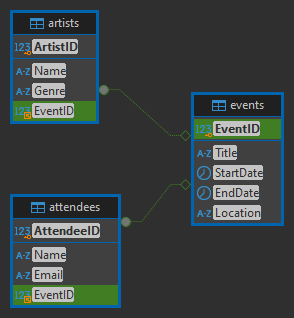 artists
123 ArtistID
A-Z Name
A-Z Genre
123 EventID
events
123 EventID
A-Z Title
StartDate
EndDate
A-Z Location
attendees
123 AttendeeID
A-Z Name
A-Z Email
123 EventID